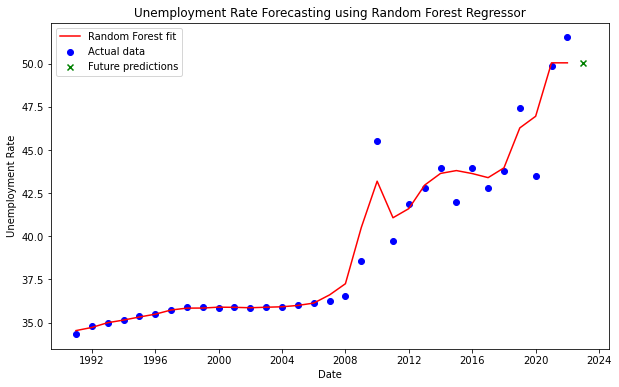 Unemployment Rate Forecasting using Random Forest Regressor
Random Forest fit
Actual data
Future predictions
Unemployment Rate
50.0
47.5
45.0
42.5
40.0
37.5
35.0
1992 1996 2000 2004 2008 2012 2016 2020 2024
Date